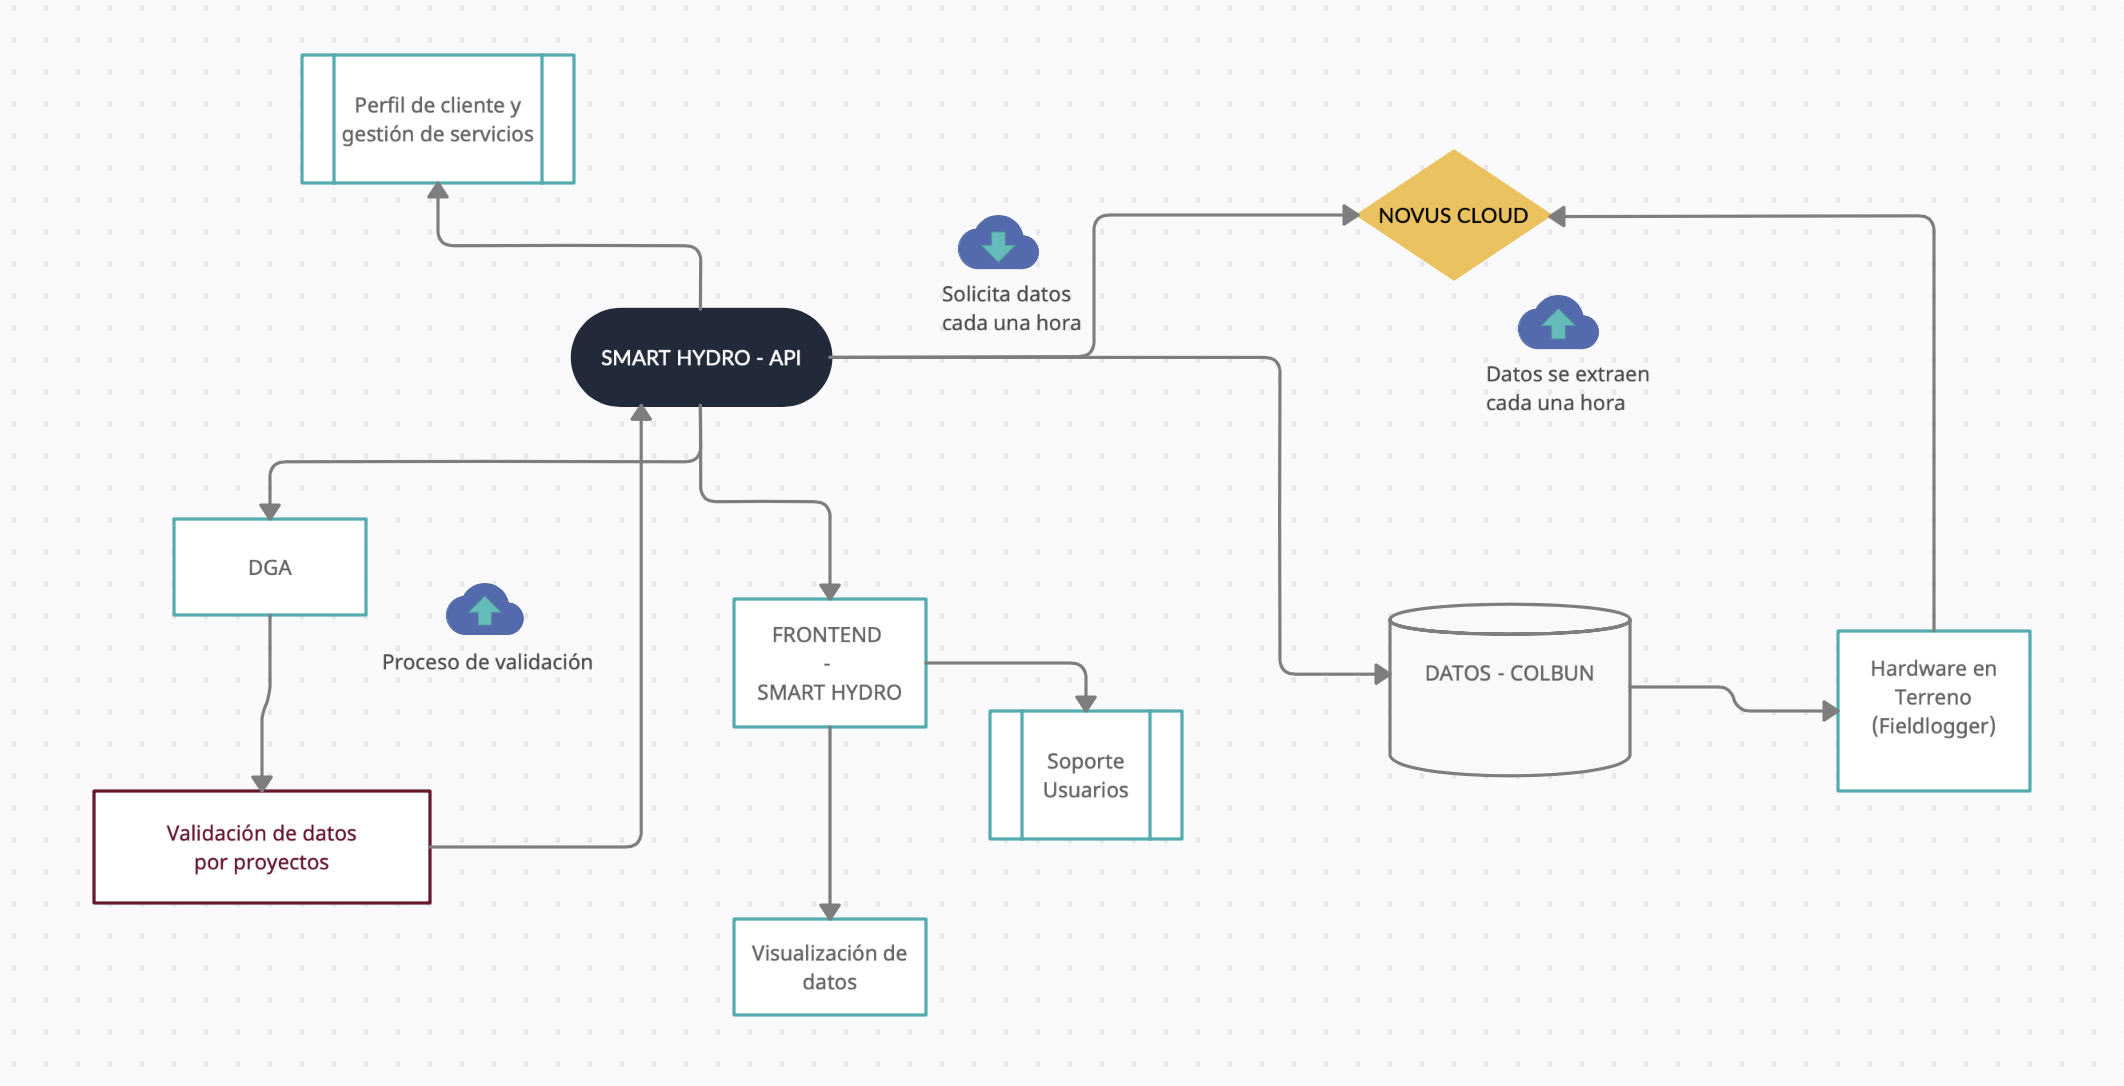 Perfil de cliente y
gestión de servicios
NOVUS CLOUD
Solicita datos
cada una hora
SMART HYDRO - API
Datos se extraen
cada una hora
DGA
Proceso de validación
FRONTEND
-
SMART HYDRO
DATOS - COLBUN
Hardware en
Terreno
(Fieldlogger)
Soporte
Usuarios
Validación de datos
por proyectos
Visualización de
datos